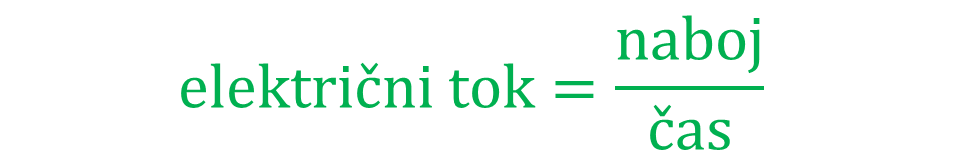 električni tok = naboj
čas